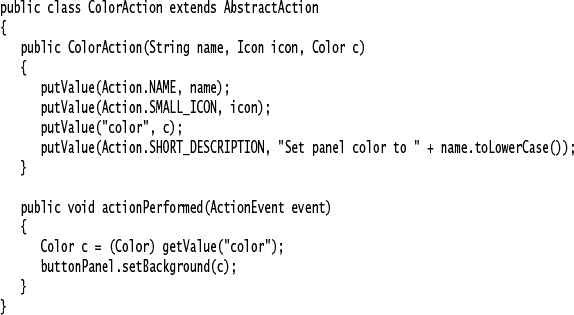 public class ColorAction extends AbstractAction
{
   public ColorAction(String name, Icon icon, Color c)
   {
      putValue(Action.NAME, name);
      putValue(Action.SMALL_ICON, icon);
      putValue("color", c);
      putValue(Action.SHORT_DESCRIPTION, "Set panel color to " + name.toLowerCase());
   }

   public void actionPerformed(ActionEvent event)
   {
      Color c = (Color) getValue("color");
      buttonPanel.setBackground(c);
   }
}